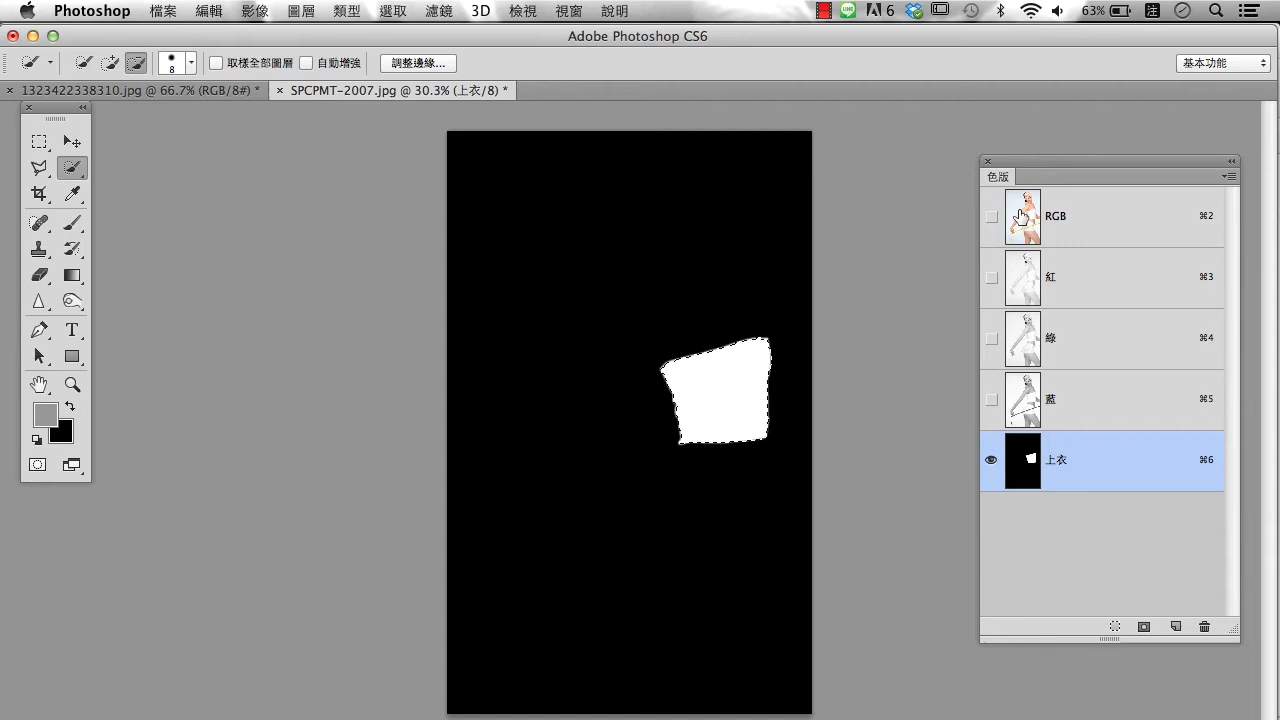 Photoshop 檔案 編輯 影像 圖層 類型 選取 濾鏡 3D 檢視 視窗 說明 6 63% 注
Adobe Photoshop CS6
8 取樣全部圖層 自動增強 調整邊緣... 基本功能
1323422338310.jpg @ 66.7% (RGB/8#) * SPCPMT-2007.jpg @ 30.3% (上衣/8) *
色版
RGB ⌘2
紅 ⌘3
綠 ⌘4
藍 ⌘5
上衣 ⌘6